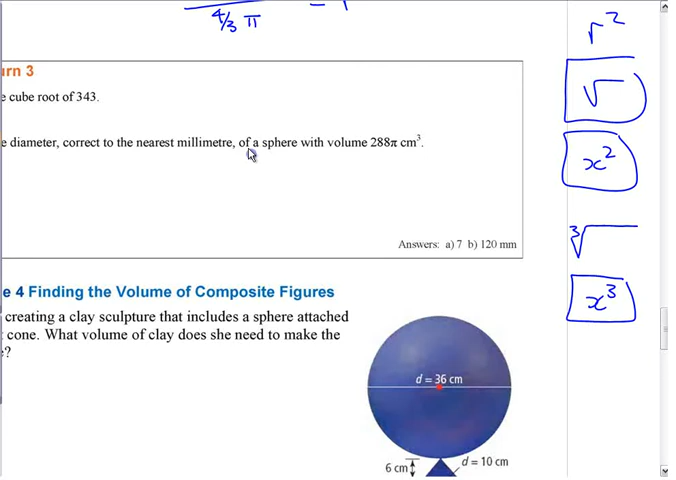 4/3 π = r
r²
√
x²
³√
x³
urn 3
e cube root of 343.
e diameter, correct to the nearest millimetre, of a sphere with volume 288π cm³.
Answers: a) 7 b) 120 mm
e 4 Finding the Volume of Composite Figures
creating a clay sculpture that includes a sphere attached
cone. What volume of clay does she need to make the
e?
d = 36 cm
6 cm
d = 10 cm